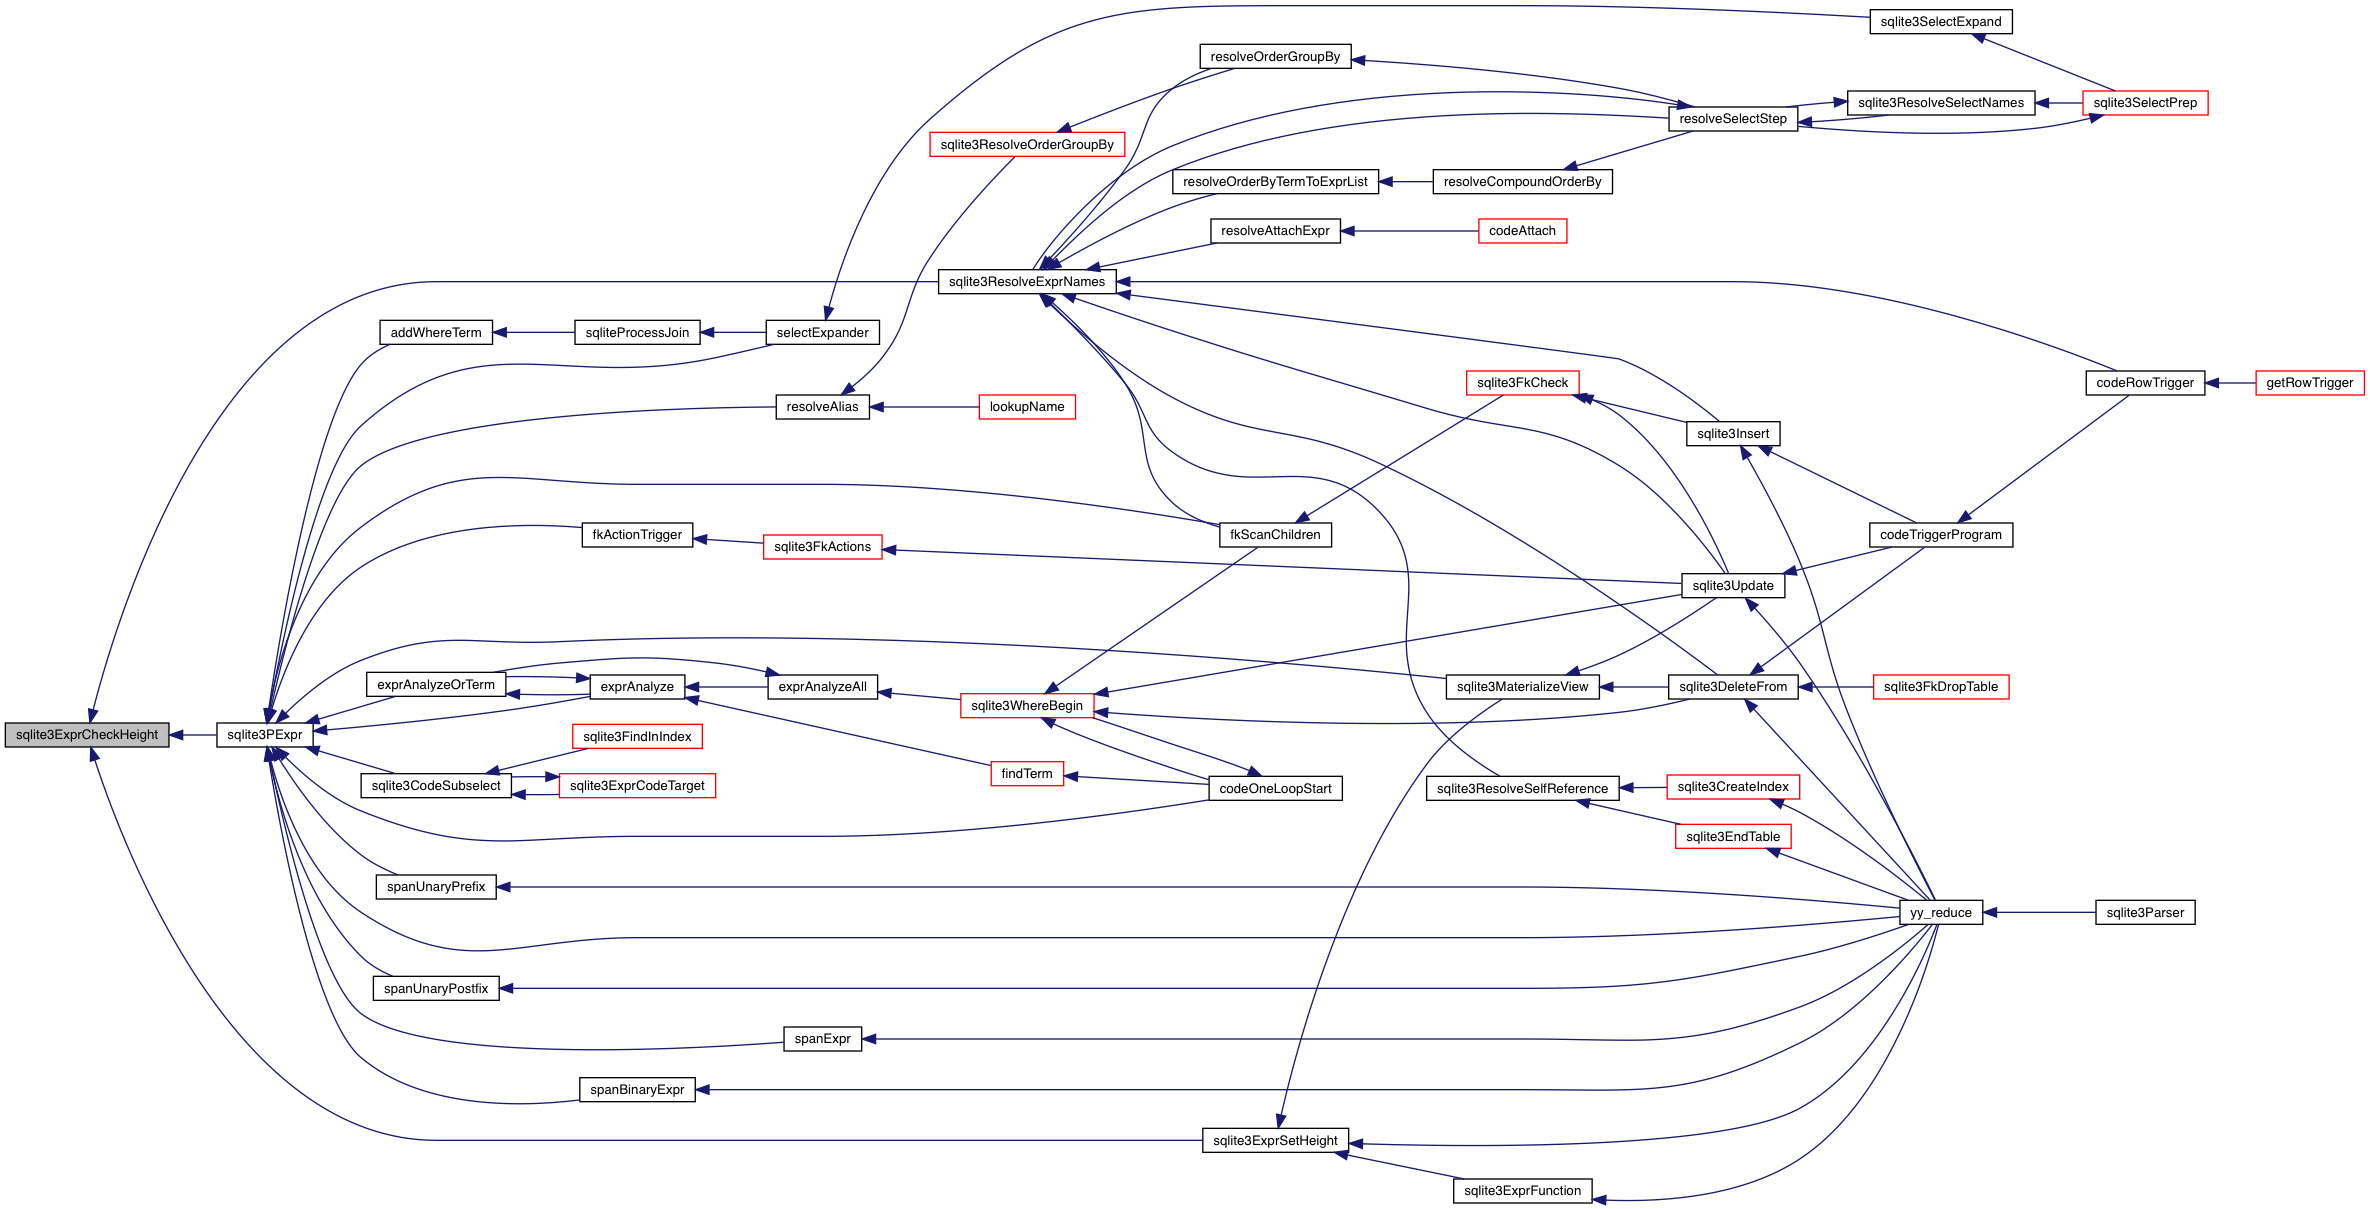 sqlite3SelectExpand
resolveOrderGroupBy
sqlite3ResolveSelectNames
sqlite3SelectPrep
resolveSelectStep
sqlite3ResolveOrderGroupBy
resolveOrderByTermToExprList
resolveCompoundOrderBy
resolveAttachExpr
codeAttach
sqlite3ResolveExprNames
addWhereTerm
sqliteProcessJoin
selectExpander
sqlite3FkCheck
codeRowTrigger
getRowTrigger
resolveAlias
lookupName
sqlite3Insert
fkActionTrigger
fkScanChildren
codeTriggerProgram
sqlite3FkActions
sqlite3Update
exprAnalyzeOrTerm
exprAnalyze
exprAnalyzeAll
sqlite3MaterializeView
sqlite3DeleteFrom
sqlite3FkDropTable
sqlite3WhereBegin
sqlite3ExprCheckHeight
sqlite3PExpr
sqlite3FindInIndex
findTerm
sqlite3CodeSubselect
sqlite3ExprCodeTarget
codeOneLoopStart
sqlite3ResolveSelfReference
sqlite3CreateIndex
sqlite3EndTable
spanUnaryPrefix
yy_reduce
sqlite3Parser
spanUnaryPostfix
spanExpr
spanBinaryExpr
sqlite3ExprSetHeight
sqlite3ExprFunction